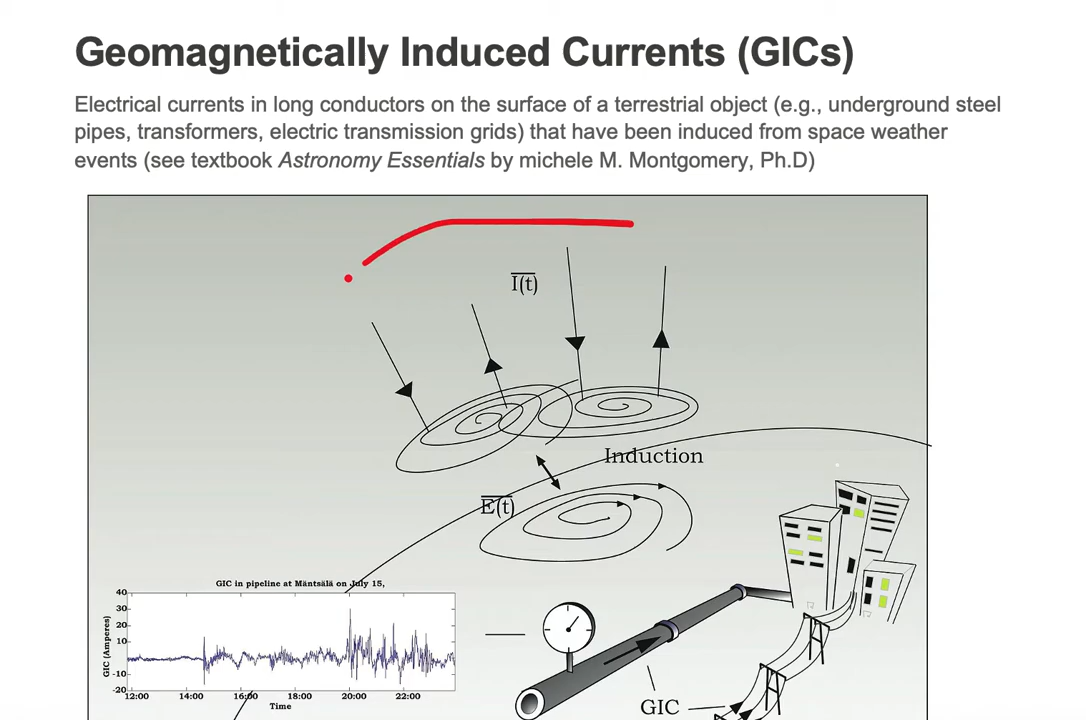 Geomagnetically Induced Currents (GICs)
Electrical currents in long conductors on the surface of a terrestrial object (e.g., underground steel
pipes, transformers, electric transmission grids) that have been induced from space weather
events (see textbook Astronomy Essentials by michele M. Montgomery, Ph.D)
I(t)
Induction
E(t)
GIC in pipeline at Mäntsälä on July 15,
GIC (Amperes)
40
30
20
10
0
-10
-20
12:00 14:00 16:00 18:00 20:00 22:00
Time
GIC